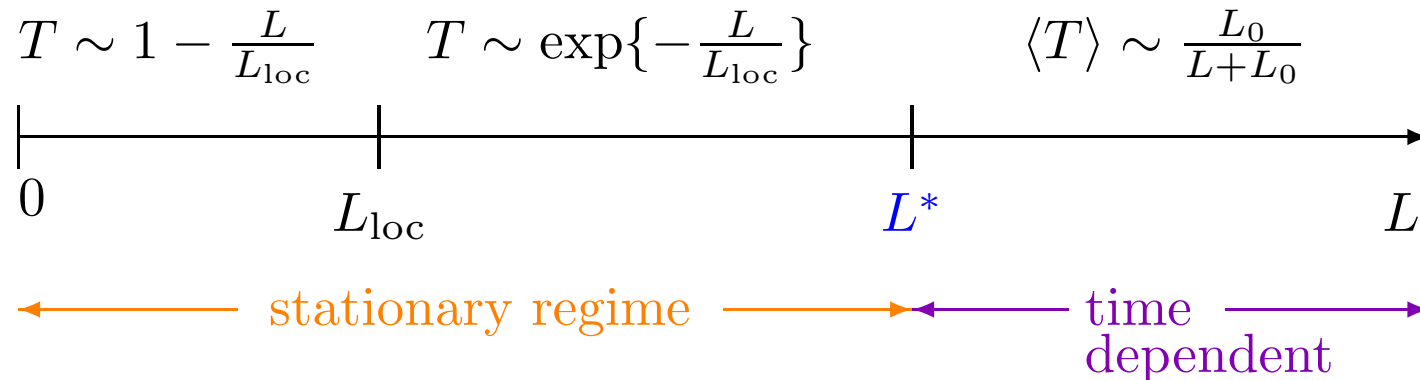 T ∼ 1 − L/L_loc    T ∼ exp{−L/L_loc}    ⟨T⟩ ∼ L_0/(L+L_0)
0    L_loc    L*    L
stationary regime    time
dependent